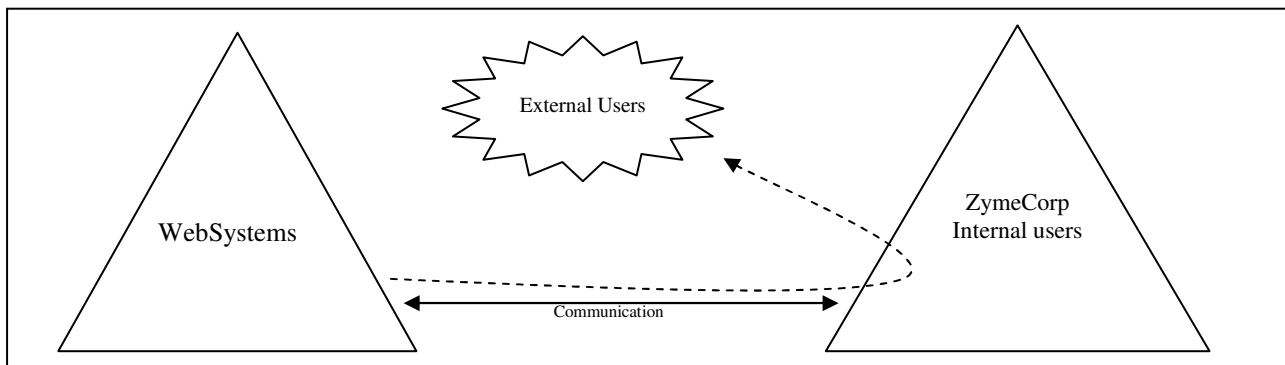 External Users
WebSystems
ZymeCorp
Internal users
Communication